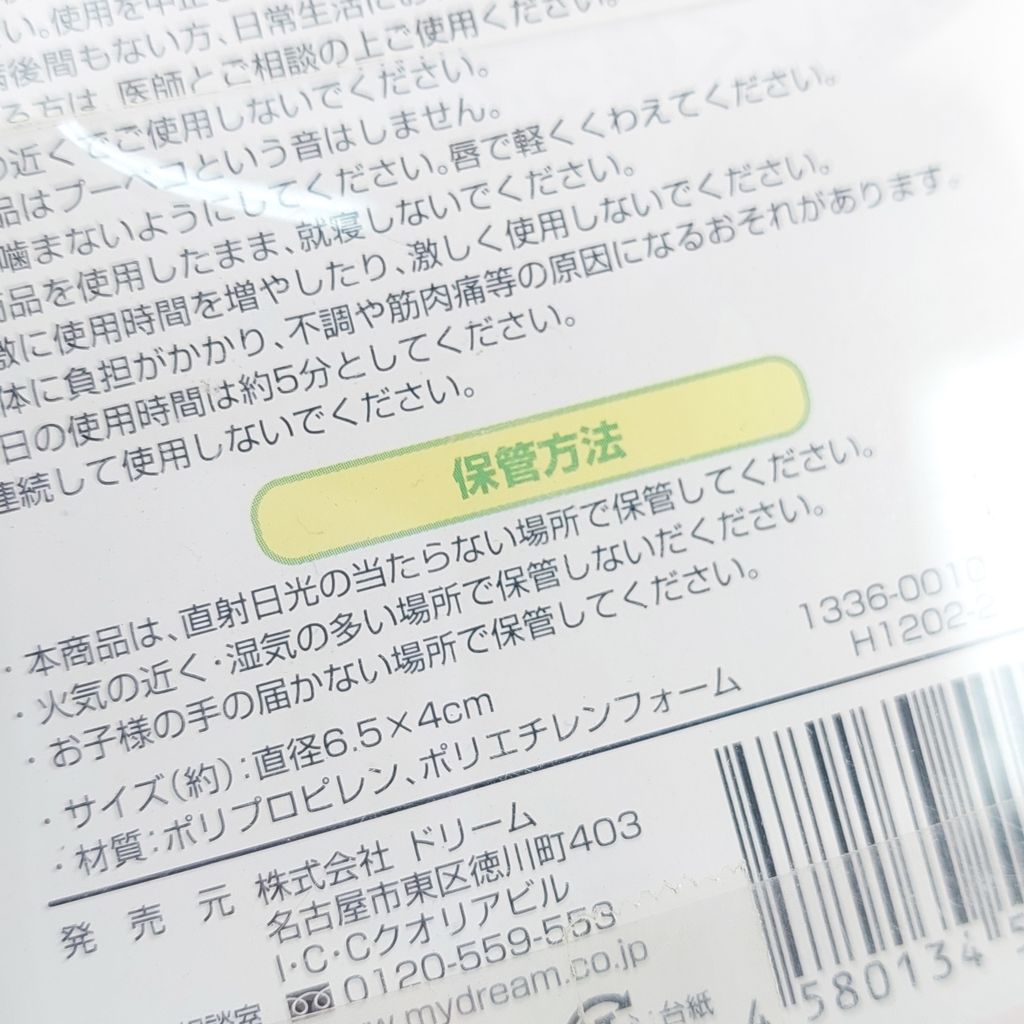 い。使用を中止
後間もない方、日常生活に
る方は、医師とご相談の上ご使用ください。
の近くでご使用しないでください。
品はプーペコという音はしません。
噛まないようにしてください。唇で軽くくわえてください。
商品を使用したまま、就寝しないでください。
激に使用時間を増やしたり、激しく使用しないでください。
体に負担がかかり、不調や筋肉痛等の原因になるおそれがあります。
日の使用時間は約5分としてください。
連続して使用しないでください。
保管方法
・本商品は、直射日光の当たらない場所で保管してください。
・火気の近く・湿気の多い場所で保管しないだください。
・お子様の手の届かない場所で保管してください。
1336-0010
H1202-2
・サイズ(約):直径6.5×4cm
・材質:ポリプロピレン、ポリエチレンフォーム
発 売 元 株式会社 ドリーム
名古屋市東区徳川町403
I・C・Cクオリアビル
相談室 0120-559-553
www.mydream.co.jp
:台紙
4 580134 5